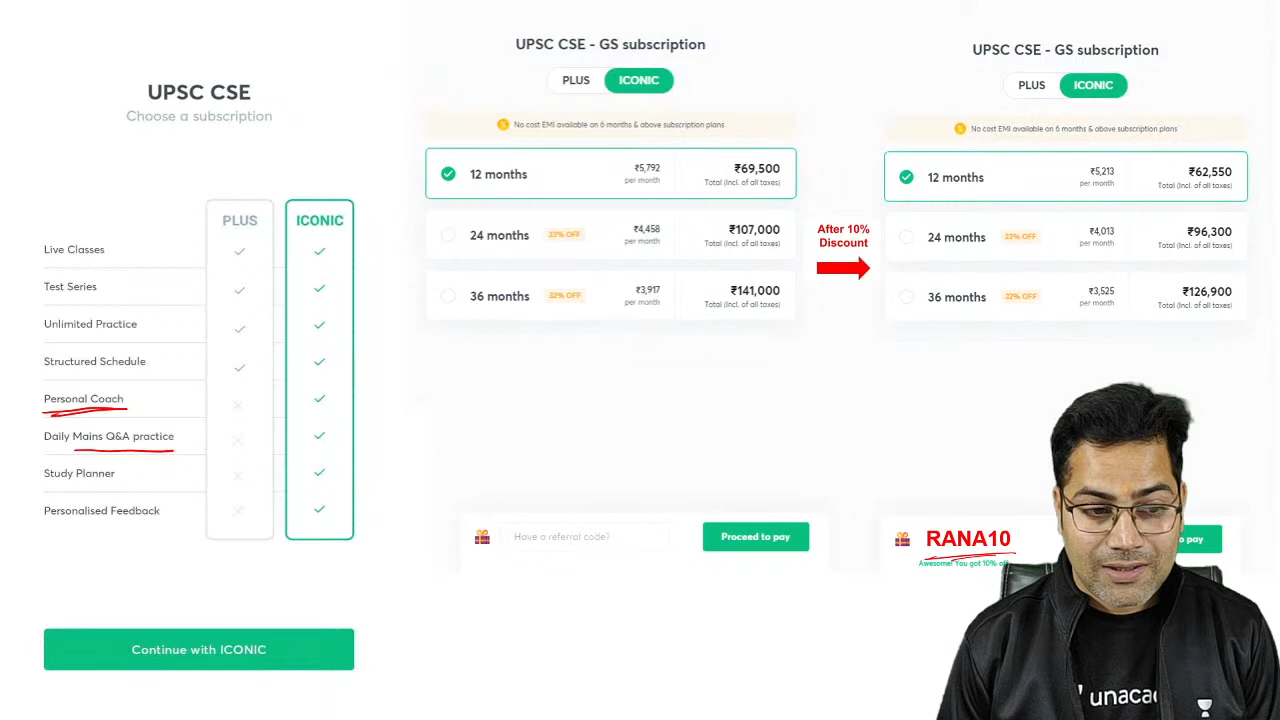 UPSC CSE
Choose a subscription
PLUS
ICONIC
Live Classes
Test Series
Unlimited Practice
Structured Schedule
Personal Coach
Daily Mains Q&A practice
Study Planner
Personalised Feedback
Continue with ICONIC
UPSC CSE - GS subscription
PLUS
ICONIC
No cost EMI available on 6 months & above subscription plans
12 months ₹5,792 ₹69,500
per month Total (Incl. of all taxes)
24 months 23% OFF ₹4,458 ₹107,000
per month Total (Incl. of all taxes)
36 months 32% OFF ₹3,917 ₹141,000
per month Total (Incl. of all taxes)
Have a referral code?
Proceed to pay
After 10%
Discount
UPSC CSE - GS subscription
PLUS
ICONIC
No cost EMI available on 6 months & above subscription plans
12 months ₹5,213 ₹62,550
per month Total (Incl. of all taxes)
24 months 23% OFF ₹4,013 ₹96,300
per month Total (Incl. of all taxes)
36 months 32% OFF ₹3,525 ₹126,900
per month Total (Incl. of all taxes)
RANA10
Awesome! You got 10% off
o pay
unaca